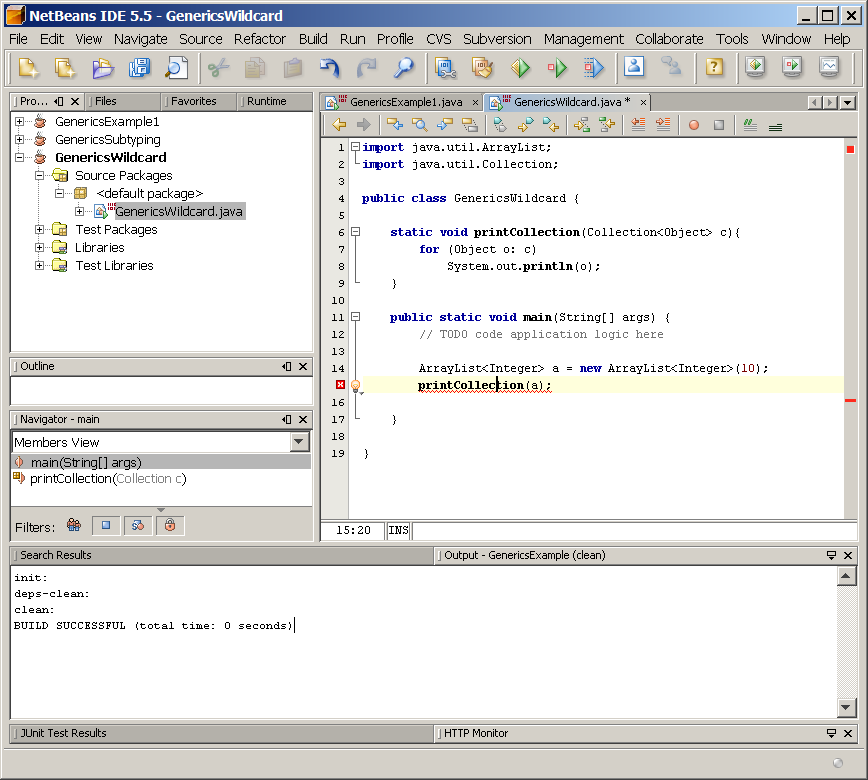 NetBeans IDE 5.5 - GenericsWildcard
File Edit View Navigate Source Refactor Build Run Profile CVS Subversion Management Collaborate Tools Window Help
Pro... Files Favorites Runtime
GenericsExample1
GenericsSubtyping
GenericsWildcard
Source Packages
<default package>
GenericsWildcard.java
Test Packages
Libraries
Test Libraries
Outline
Navigator - main
Members View
main(String[] args)
printCollection(Collection c)
Filters:
GenericsExample1.java × GenericsWildcard.java * ×
1 import java.util.ArrayList;
2 import java.util.Collection;
3
4 public class GenericsWildcard {
5
6 static void printCollection(Collection<Object> c){
7 for (Object o: c)
8 System.out.println(o);
9 }
10
11 public static void main(String[] args) {
12 // TODO code application logic here
13
14 ArrayList<Integer> a = new ArrayList<Integer>(10);
printCollection(a);
16
17 }
18
19 }
15:20 INS
Search Results
Output - GenericsExample (clean)
init:
deps-clean:
clean:
BUILD SUCCESSFUL (total time: 0 seconds)
JUnit Test Results
HTTP Monitor